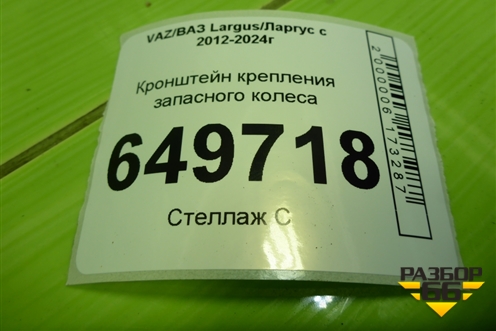 VAZ/ВАЗ Largus/Ларгус с
2012-2024г
Кронштейн крепления
запасного колеса
649718
Стеллаж С
2000006173287
РАЗБОР
66